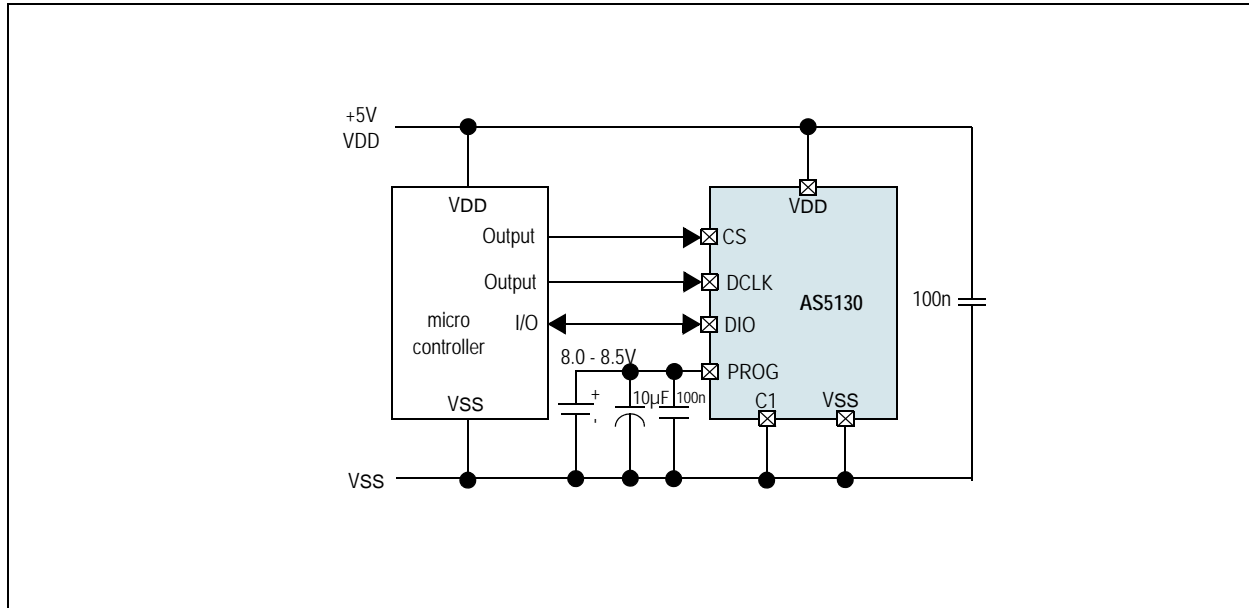 +5V
VDD
VDD
VDD
Output
CS
Output
DCLK
AS5130
100n
micro
controller
I/O
DIO
8.0 - 8.5V
PROG
+
10µF
100n
-
C1
VSS
VSS
VSS